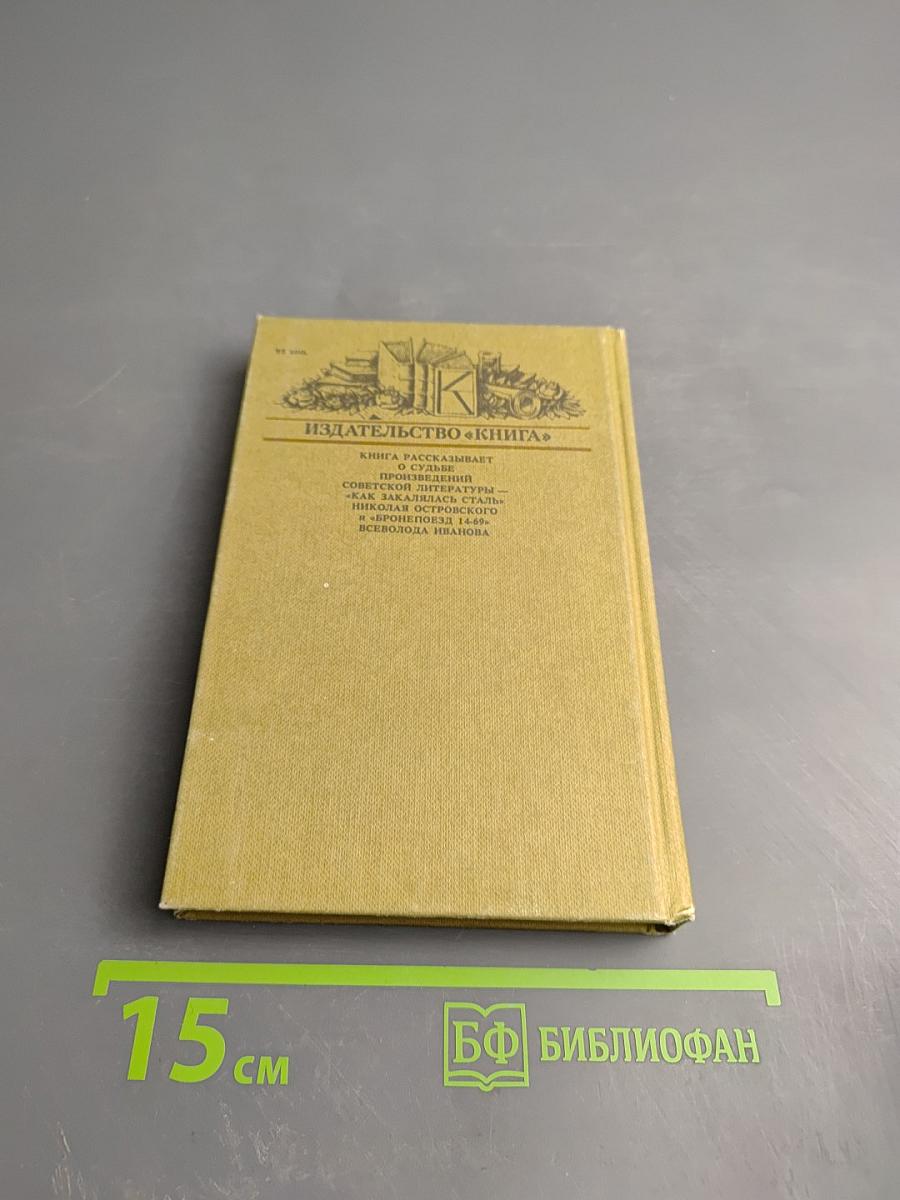 К
ИЗДАТЕЛЬСТВО «КНИГА»
КНИГА РАССКАЗЫВАЕТ
О СУДЬБЕ
ПРОИЗВЕДЕНИЙ
СОВЕТСКОЙ ЛИТЕРАТУРЫ —
«КАК ЗАКАЛЯЛАСЬ СТАЛЬ»
НИКОЛАЯ ОСТРОВСКОГО
и «БРОНЕПОЕЗД 14-69»
ВСЕВОЛОДА ИВАНОВА
15 см
БФ БИБЛИОФАН